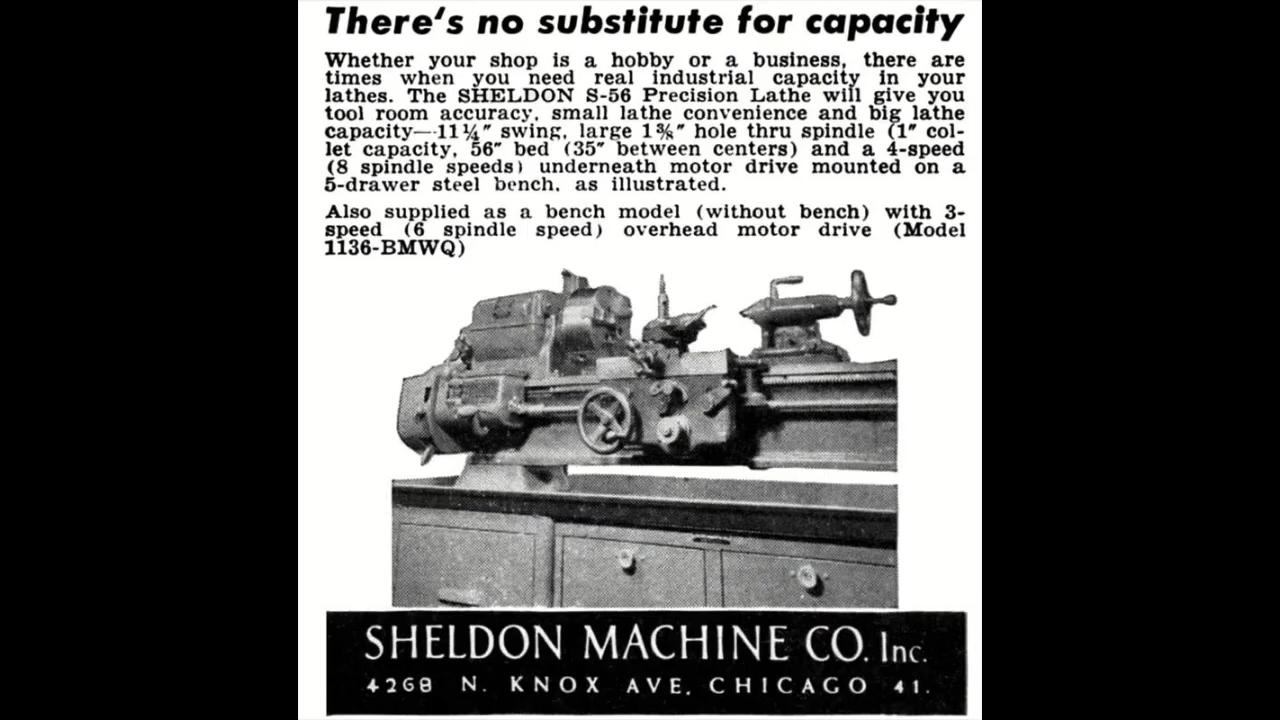 There's no substitute for capacity
Whether your shop is a hobby or a business, there are
times when you need real industrial capacity in your
lathes. The SHELDON S-56 Precision Lathe will give you
tool room accuracy, small lathe convenience and big lathe
capacity—11¼" swing, large 1⅜" hole thru spindle (1" col-
let capacity, 56" bed (35" between centers) and a 4-speed
(8 spindle speeds) underneath motor drive mounted on a
5-drawer steel bench, as illustrated.
Also supplied as a bench model (without bench) with 3-
speed (6 spindle speed) overhead motor drive (Model
1136-BMWQ)
SHELDON MACHINE CO. Inc.
4268 N. KNOX AVE. CHICAGO 41.